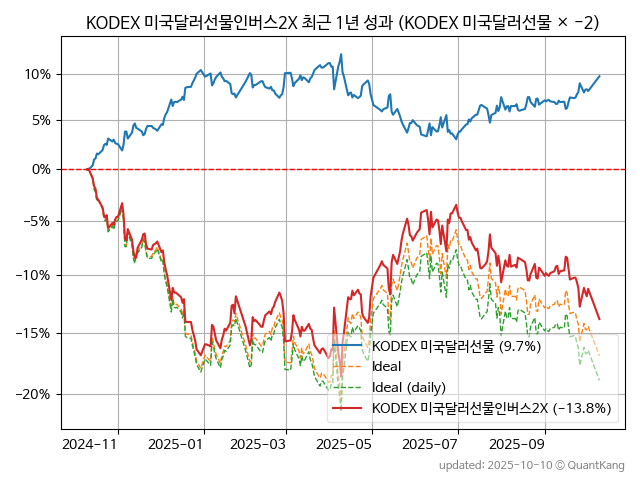 KODEX 미국달러선물인버스2X 최근 1년 성과 (KODEX 미국달러선물 × −2)
10%
5%
0%
−5%
−10%
−15%
−20%
KODEX 미국달러선물 (9.7%)
Ideal
Ideal (daily)
KODEX 미국달러선물인버스2X (−13.8%)
2024−11 2025−01 2025−03 2025−05 2025−07 2025−09
updated: 2025-10-10 © QuantKang